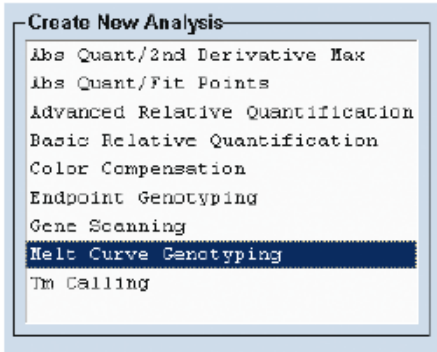 Create New Analysis
Abs Quant/2nd Derivative Max
Abs Quant/Fit Points
Advanced Relative Quantification
Basic Relative Quantification
Color Compensation
Endpoint Genotyping
Gene Scanning
Melt Curve Genotyping
Tm Calling